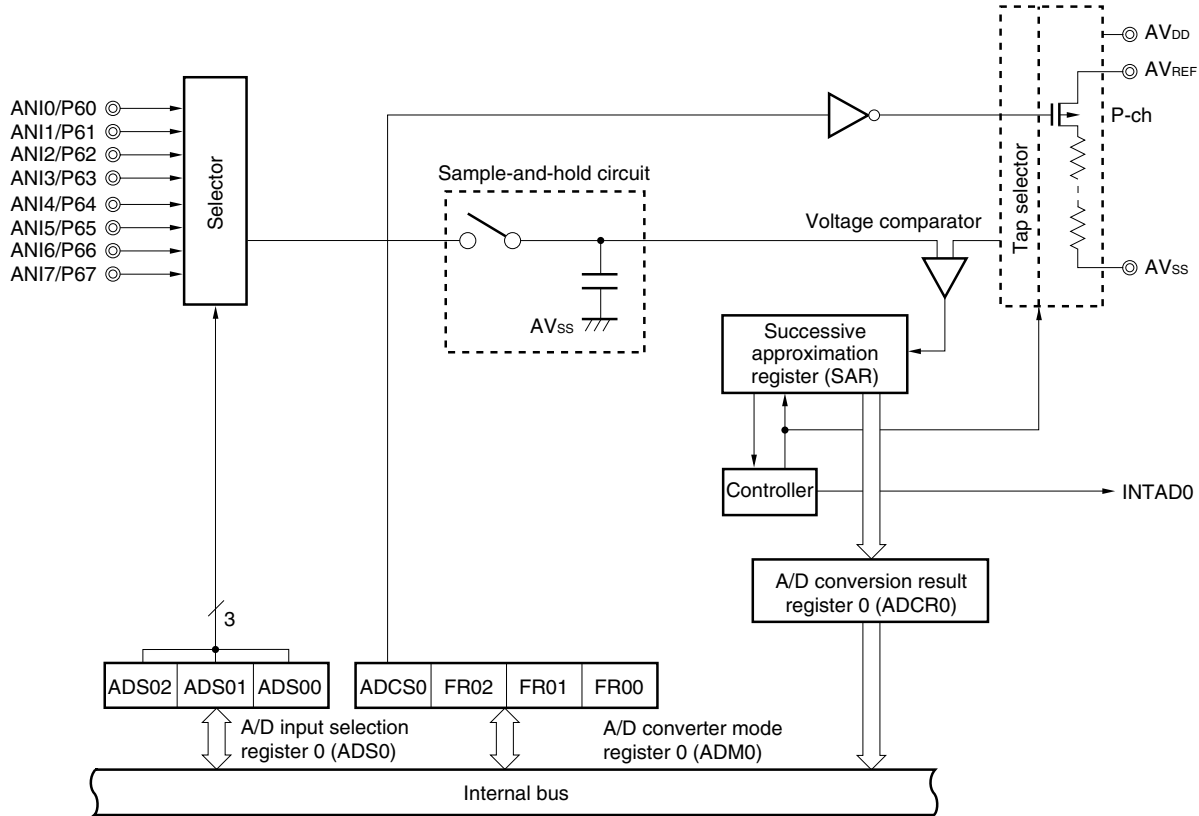 ANI0/P60
ANI1/P61
ANI2/P62
ANI3/P63
ANI4/P64
ANI5/P65
ANI6/P66
ANI7/P67
Selector
Sample-and-hold circuit
AVSS
Voltage comparator
Tap selector
AVDD
AVREF
P-ch
AVSS
Successive
approximation
register (SAR)
Controller
INTAD0
A/D conversion result
register 0 (ADCR0)
3
ADS02
ADS01
ADS00
ADCS0
FR02
FR01
FR00
A/D input selection
register 0 (ADS0)
A/D converter mode
register 0 (ADM0)
Internal bus